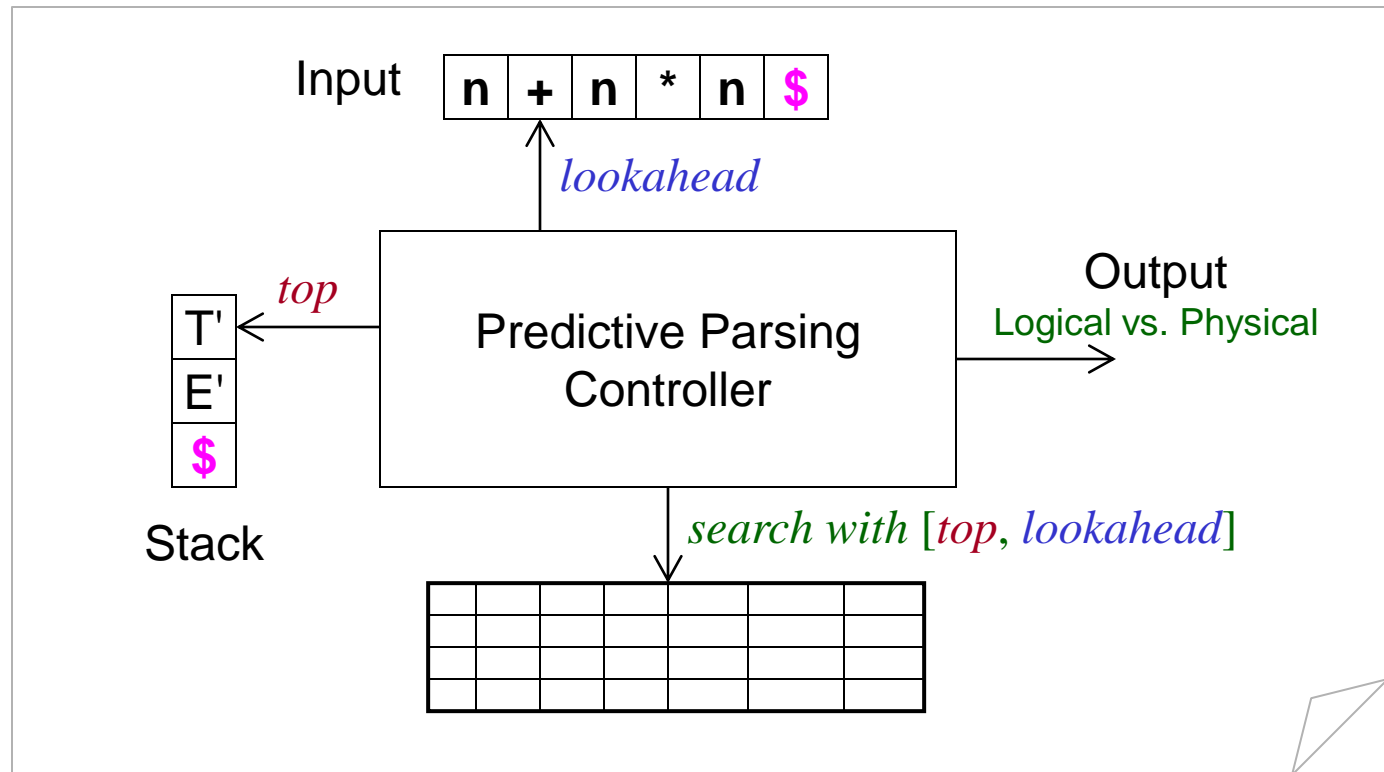 Input
n + n * n $
lookahead
top
T'
E'
$
Stack
Predictive Parsing
Controller
Output
Logical vs. Physical
search with [top, lookahead]